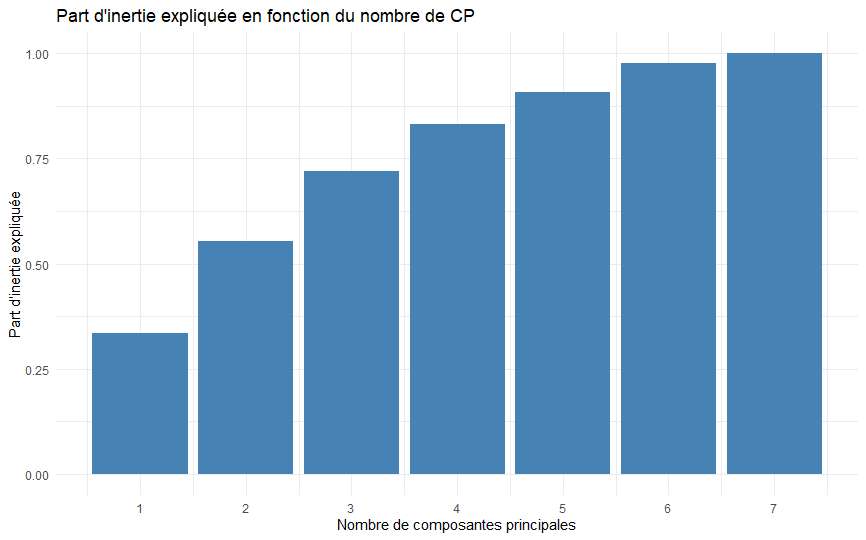 Part d'inertie expliquée en fonction du nombre de CP
1.00
0.75
0.50
0.25
0.00
Part d'inertie expliquée
1 2 3 4 5 6 7
Nombre de composantes principales